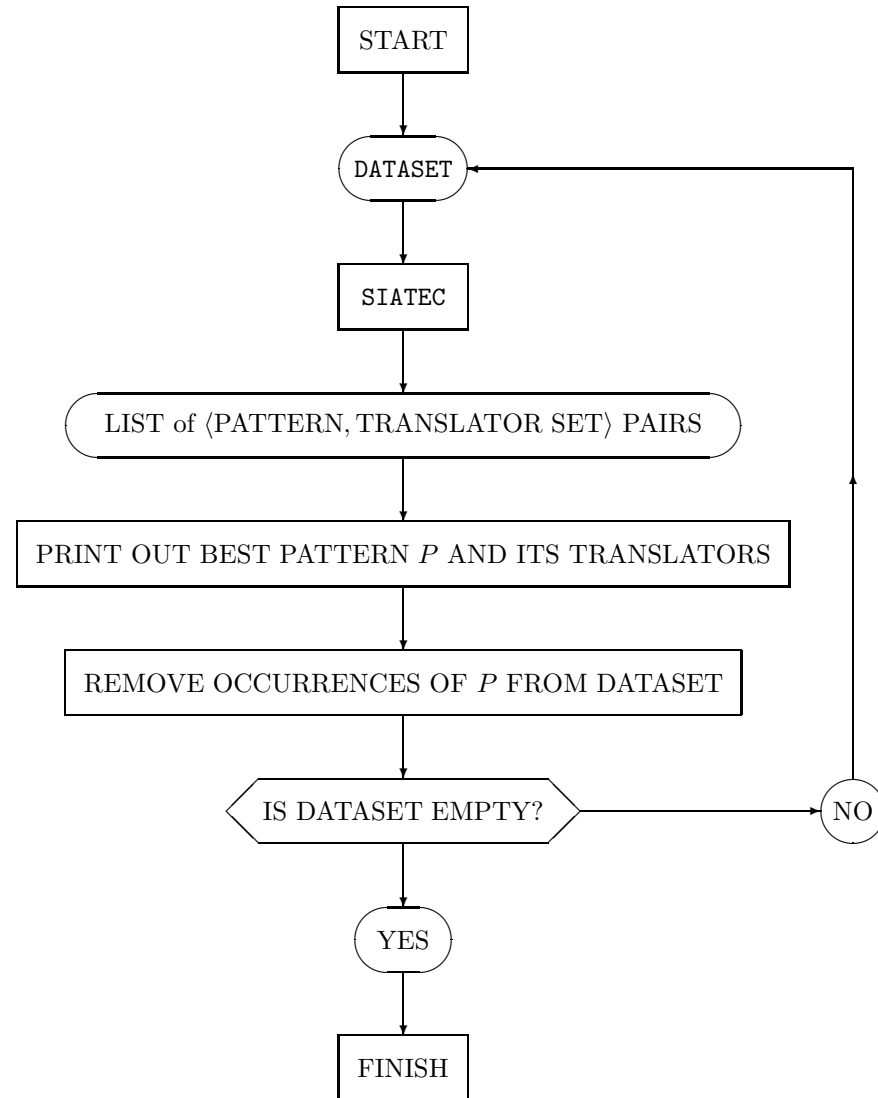 START
DATASET
SIATEC
LIST of ⟨PATTERN, TRANSLATOR SET⟩ PAIRS
PRINT OUT BEST PATTERN P AND ITS TRANSLATORS
REMOVE OCCURRENCES OF P FROM DATASET
IS DATASET EMPTY?
NO
YES
FINISH